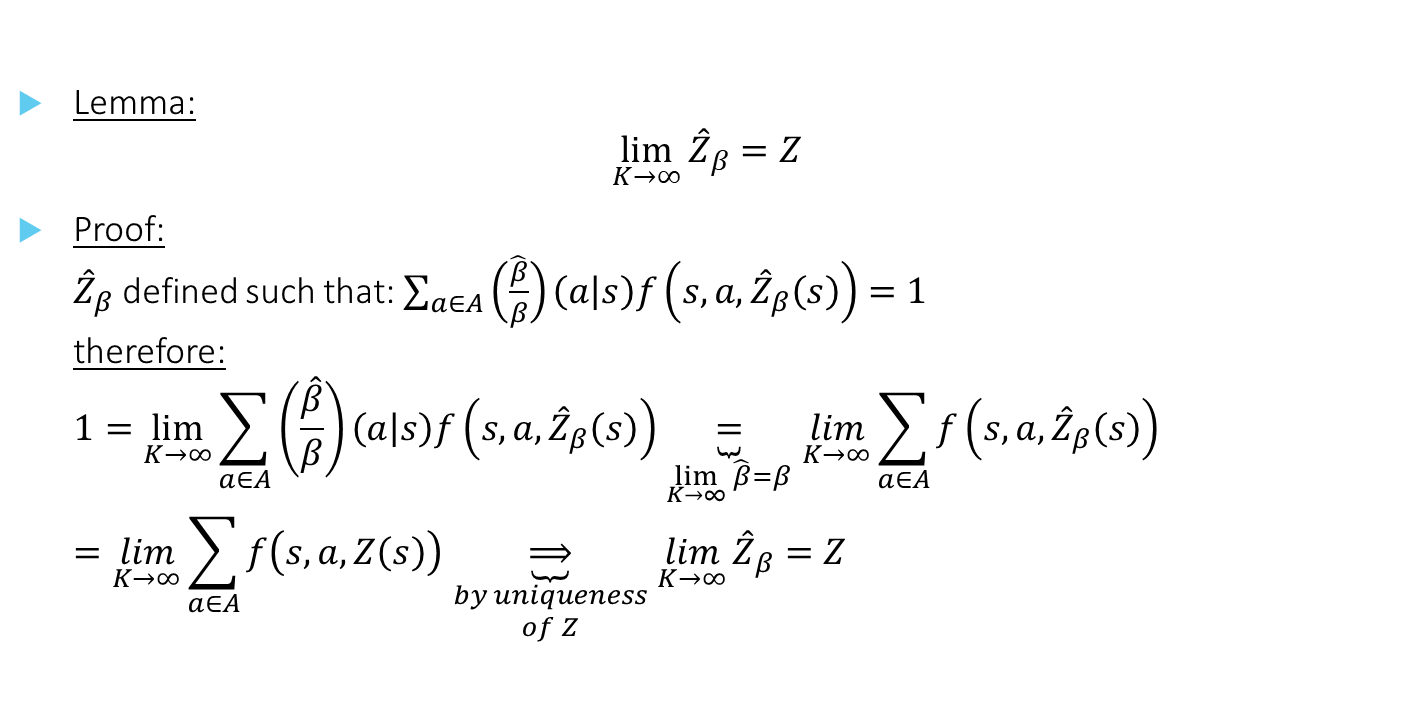 Lemma:
lim_{K→∞} Ẑ_β = Z
Proof:
Ẑ_β defined such that: ∑_{a∈A} (β̂/β)(a|s)f(s, a, Ẑ_β(s)) = 1
therefore:
1 = lim_{K→∞} ∑_{a∈A} (β̂/β)(a|s)f(s, a, Ẑ_β(s)) =_{lim_{K→∞} β̂=β} lim_{K→∞} ∑_{a∈A} f(s, a, Ẑ_β(s))
= lim_{K→∞} ∑_{a∈A} f(s, a, Z(s)) ⟹_{by uniqueness of Z} lim_{K→∞} Ẑ_β = Z